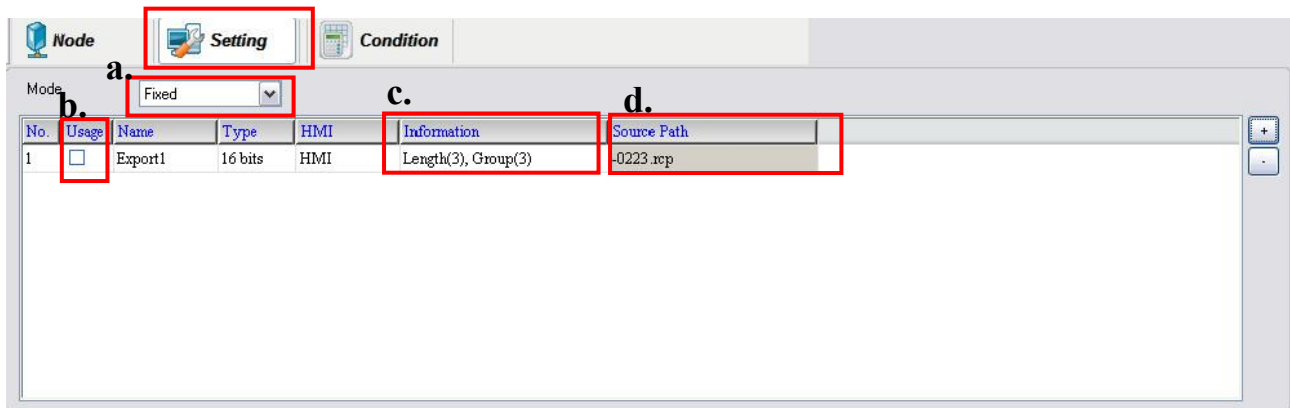 Node Setting Condition
a.
Mode Fixed
b. c. d.
No. Usage Name Type HMI Information Source Path +
1 Export1 16 bits HMI Length(3), Group(3) -0223.rcp -